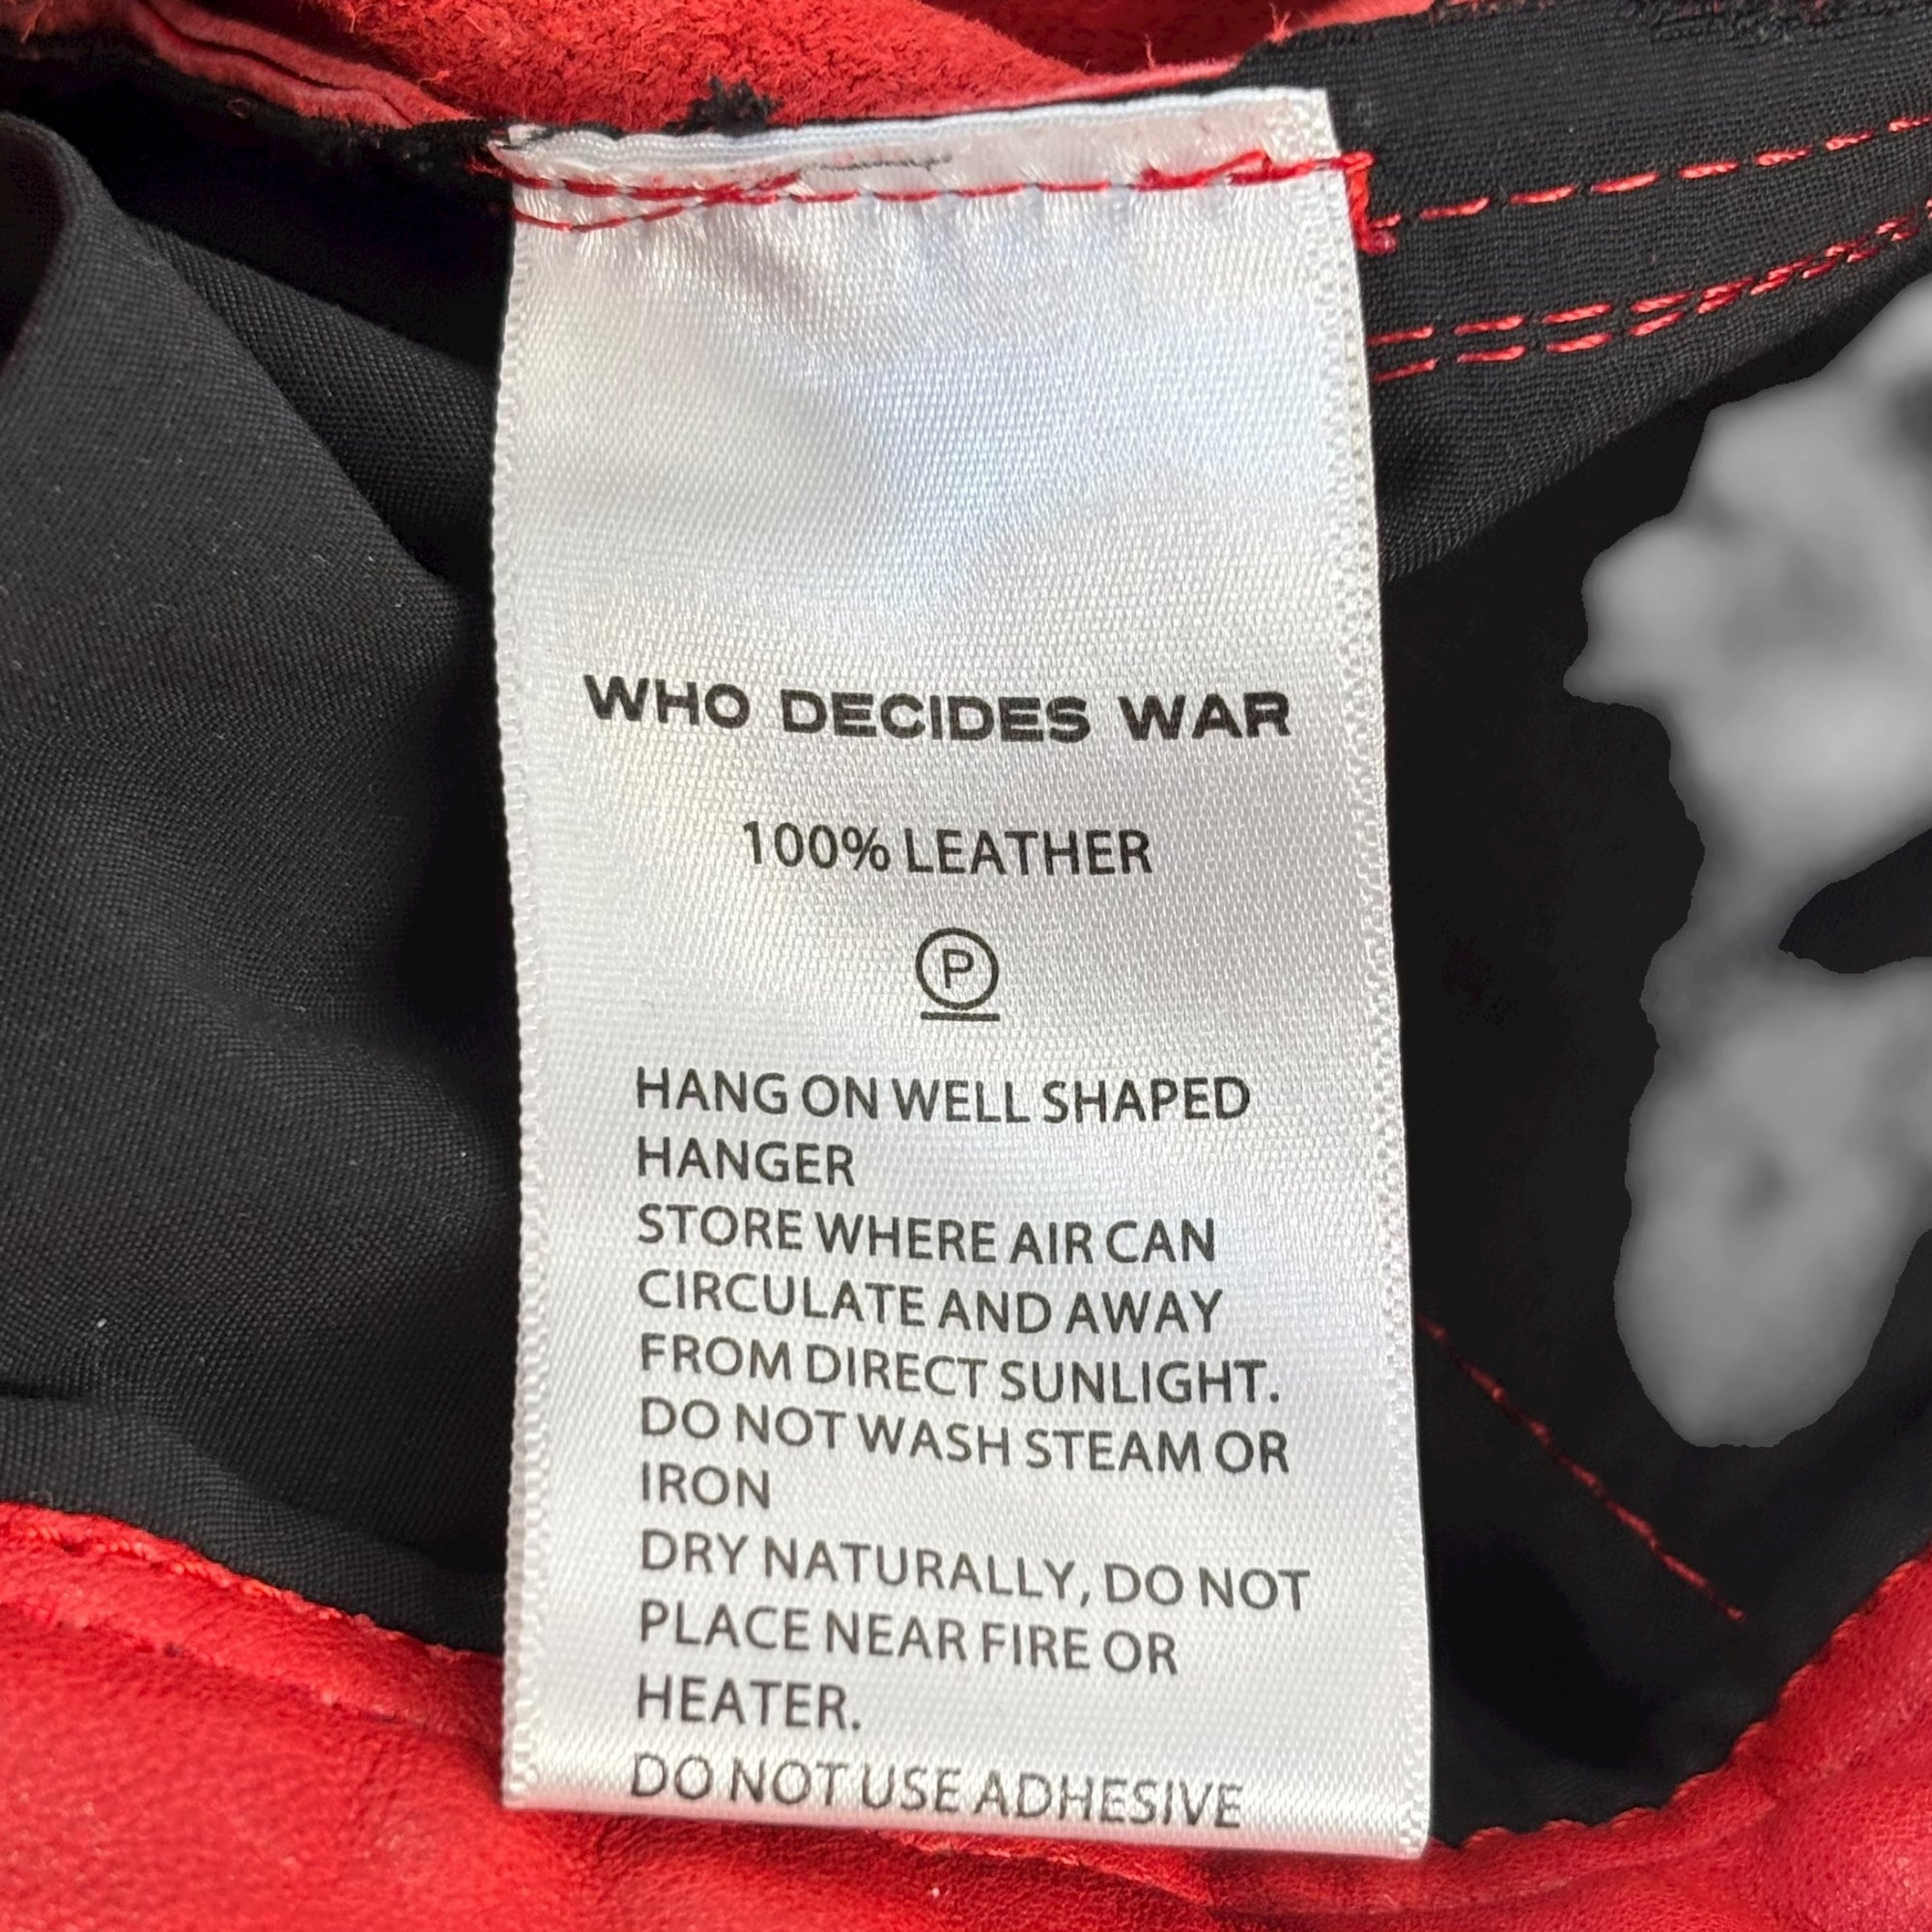 WHO DECIDES WAR
100% LEATHER
P
HANG ON WELL SHAPED
HANGER
STORE WHERE AIR CAN
CIRCULATE AND AWAY
FROM DIRECT SUNLIGHT.
DO NOT WASH STEAM OR
IRON
DRY NATURALLY, DO NOT
PLACE NEAR FIRE OR
HEATER.
DO NOT USE ADHESIVE